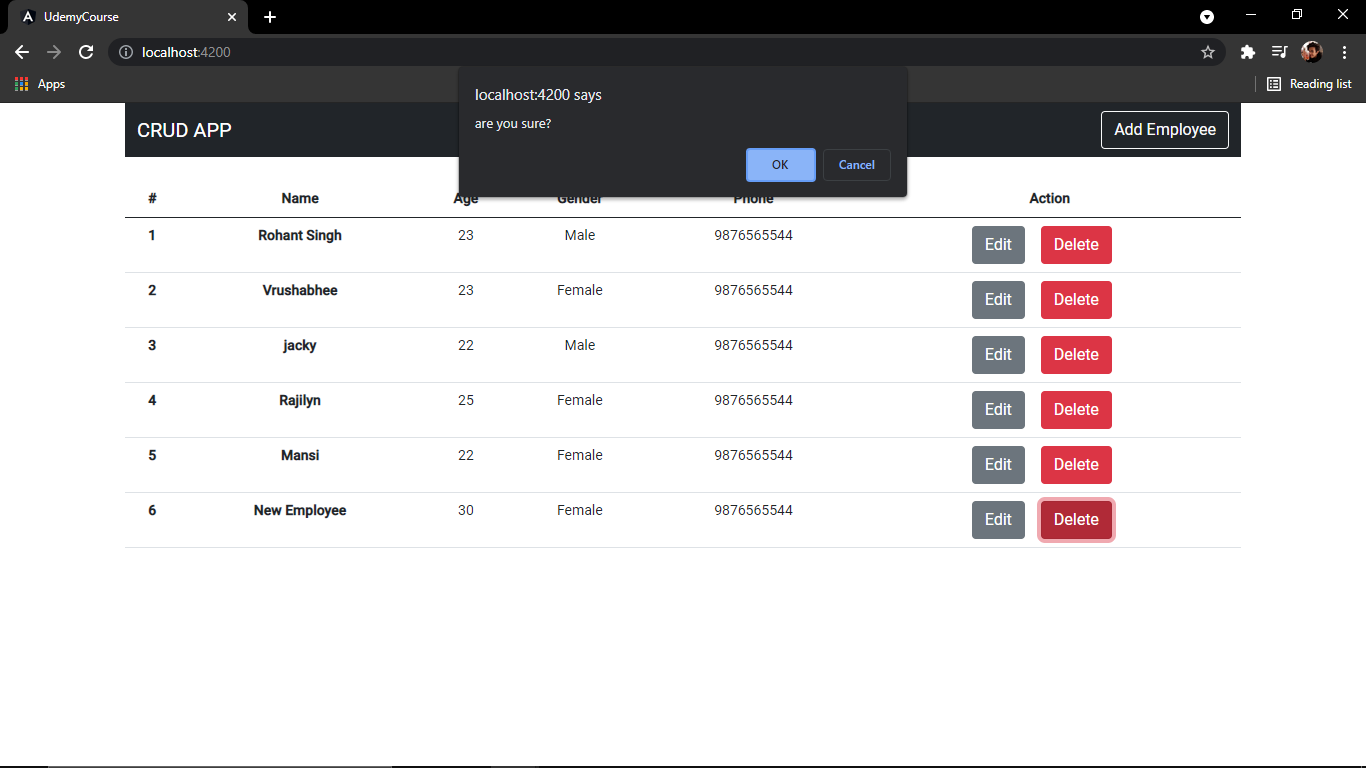 UdemyCourse
localhost:4200
Apps
Reading list
localhost:4200 says
are you sure?
OK Cancel
CRUD APP Add Employee
# Name Age Gender Phone Action
1 Rohant Singh 23 Male 9876565544 Edit Delete
2 Vrushabhee 23 Female 9876565544 Edit Delete
3 jacky 22 Male 9876565544 Edit Delete
4 Rajilyn 25 Female 9876565544 Edit Delete
5 Mansi 22 Female 9876565544 Edit Delete
6 New Employee 30 Female 9876565544 Edit Delete